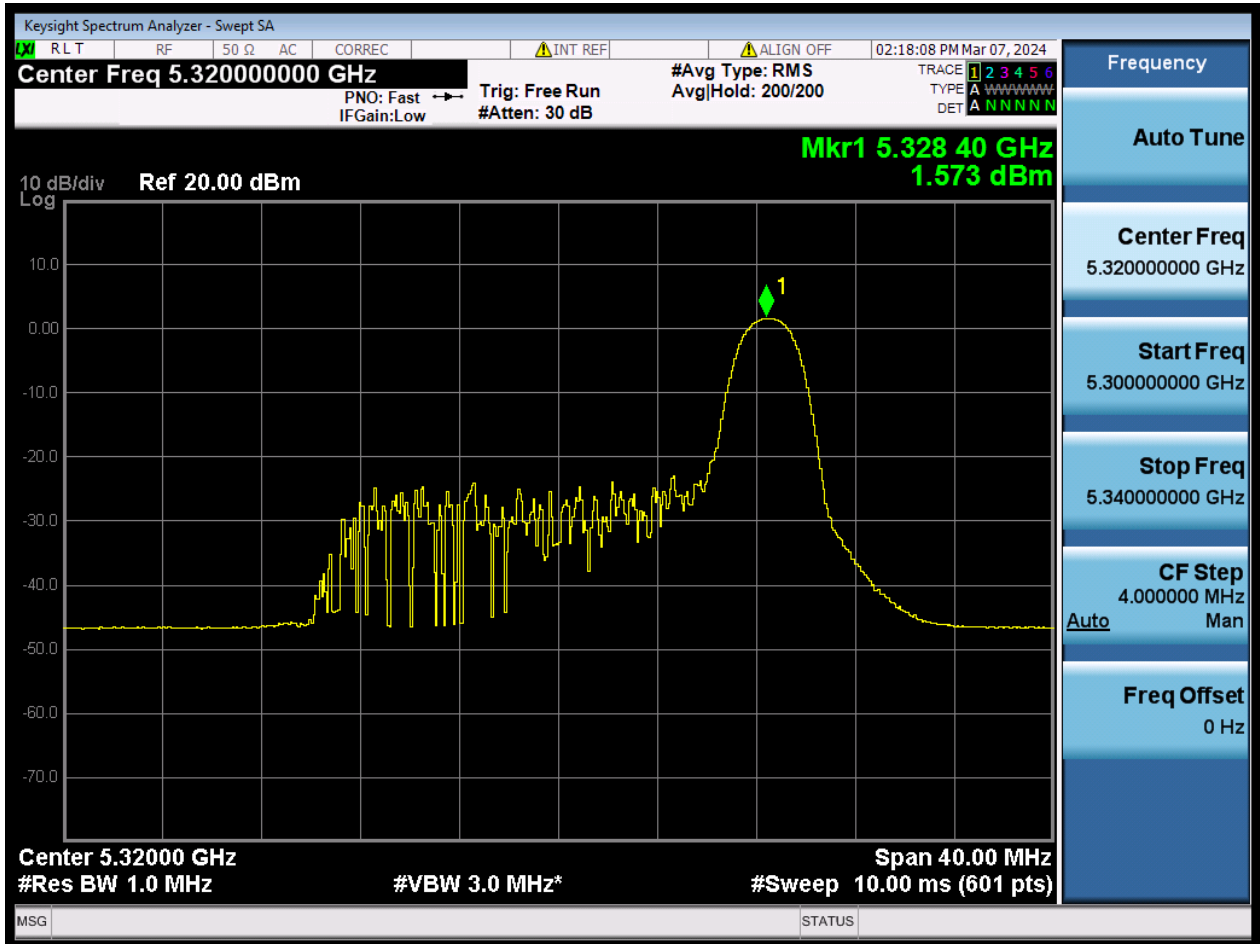 Keysight Spectrum Analyzer - Swept SA
LXI RLT RF 50 Ω AC CORREC INT REF ALIGN OFF 02:18:08 PM Mar 07, 2024
Center Freq 5.320000000 GHz
PNO: Fast
IFGain:Low
Trig: Free Run
#Atten: 30 dB
#Avg Type: RMS
Avg|Hold: 200/200
TRACE 1 2 3 4 5 6
TYPE A WWWWW
DET A N N N N N
Mkr1 5.328 40 GHz
1.573 dBm
10 dB/div Ref 20.00 dBm
Log
10.0
0.00
-10.0
-20.0
-30.0
-40.0
-50.0
-60.0
-70.0
1
Center 5.32000 GHz Span 40.00 MHz
#Res BW 1.0 MHz #VBW 3.0 MHz* #Sweep 10.00 ms (601 pts)
MSG STATUS
Frequency
Auto Tune
Center Freq
5.320000000 GHz
Start Freq
5.300000000 GHz
Stop Freq
5.340000000 GHz
CF Step
4.000000 MHz
Auto Man
Freq Offset
0 Hz